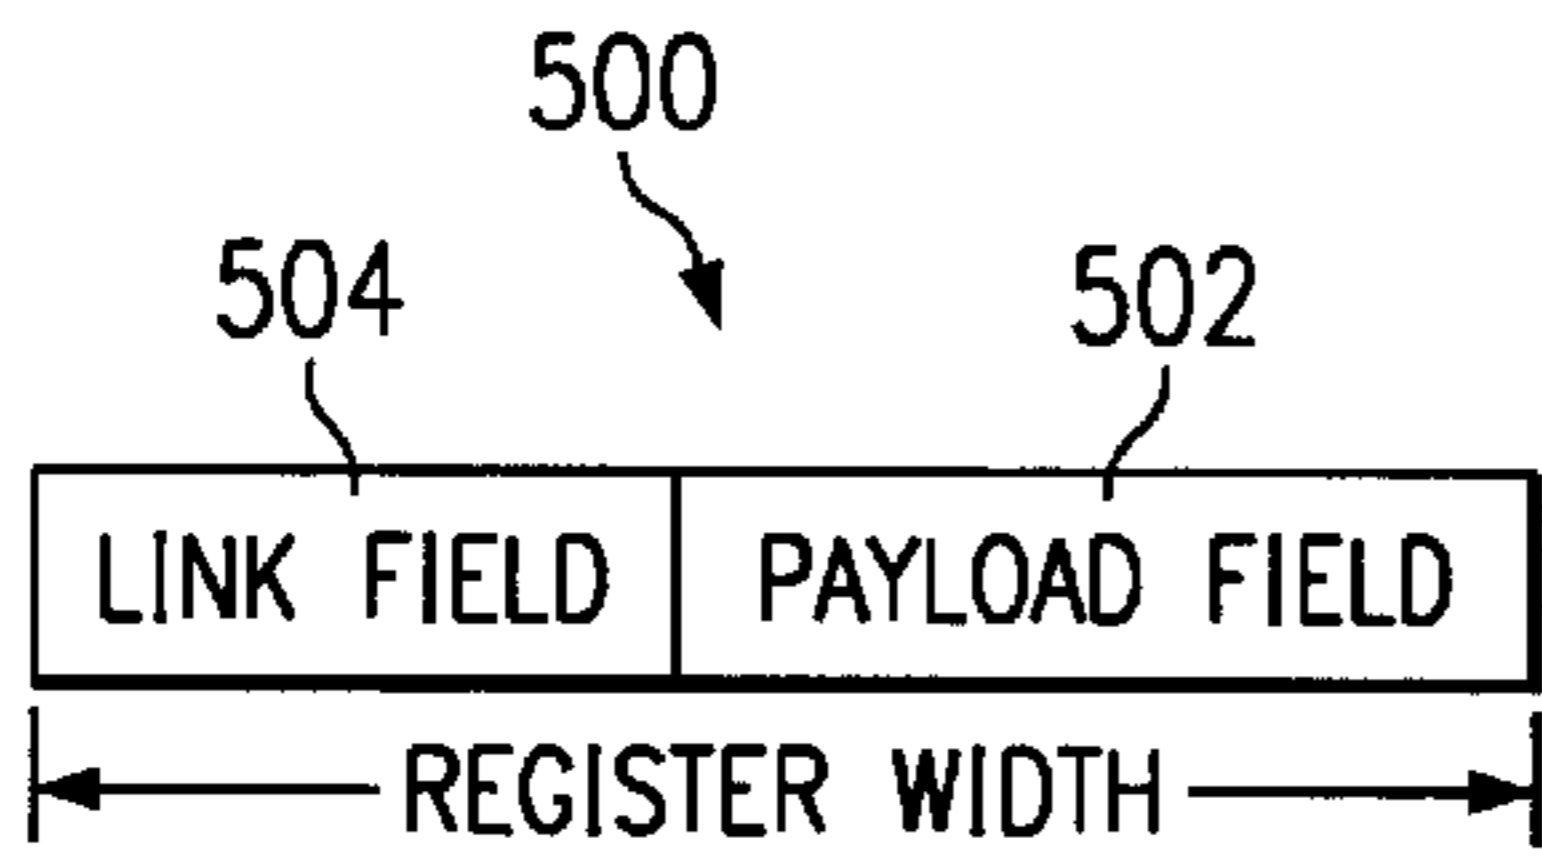 500
504
502
LINK FIELD
PAYLOAD FIELD
REGISTER WIDTH